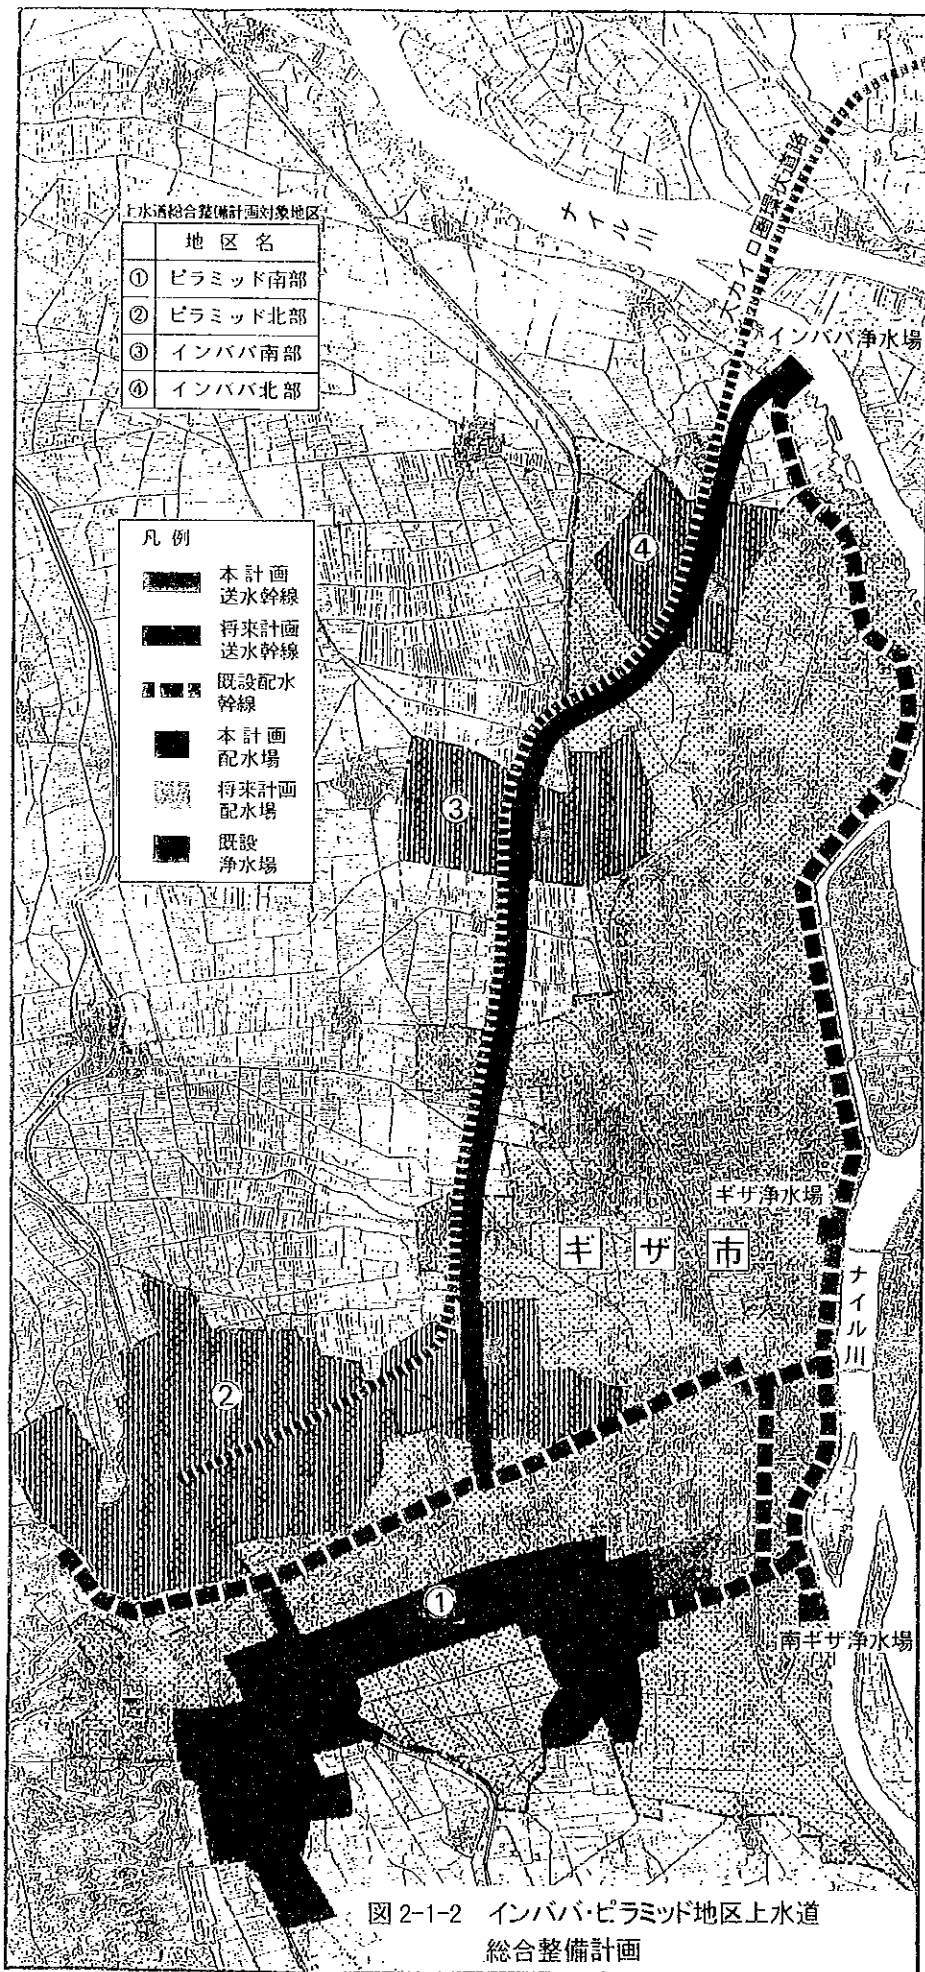 上水道総合整備計画対象地区
地区名
① ピラミッド南部
② ピラミッド北部
③ インババ南部
④ インババ北部
凡例
本計画
送水幹線
将来計画
送水幹線
既設配水
幹線
本計画
配水場
将来計画
配水場
既設
浄水場
ナイル川
大カイロ圏環状道路
インババ浄水場
④
③
ギザ浄水場
ギザ市
ナイル川
②
①
南ギザ浄水場
図 2-1-2 インババ・ピラミッド地区上水道
総合整備計画